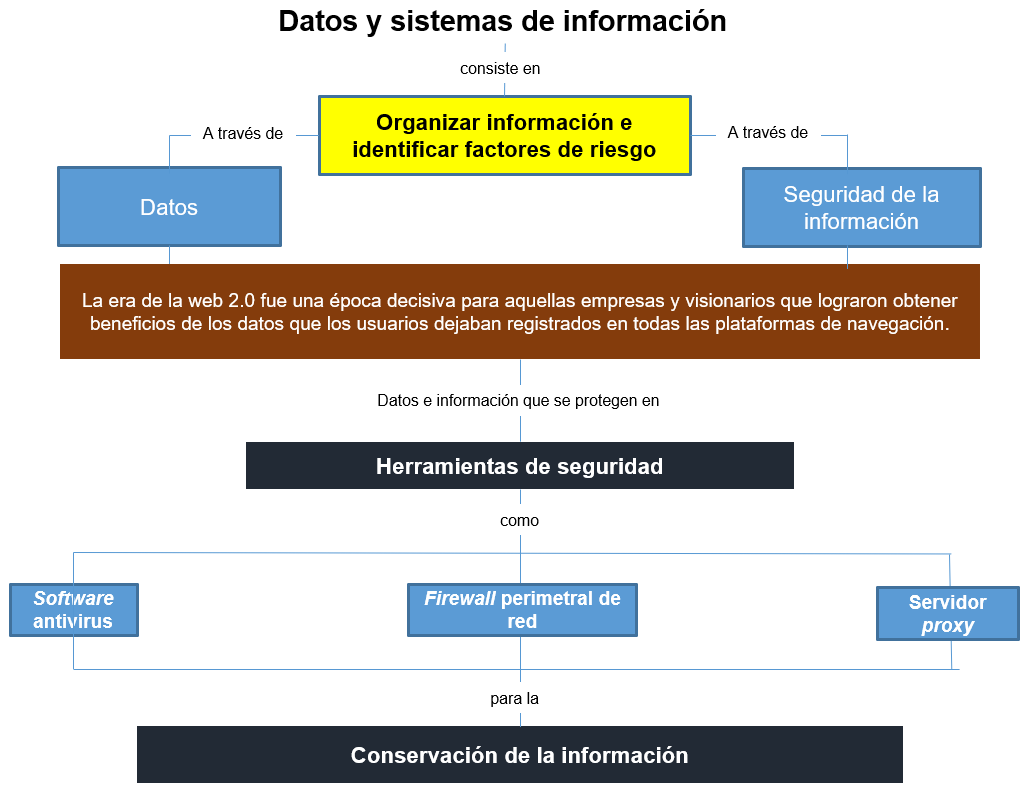 Datos y sistemas de información
consiste en
Organizar información e
identificar factores de riesgo
A través de
A través de
Datos
Seguridad de la
información
La era de la web 2.0 fue una época decisiva para aquellas empresas y visionarios que lograron obtener
beneficios de los datos que los usuarios dejaban registrados en todas las plataformas de navegación.
Datos e información que se protegen en
Herramientas de seguridad
como
Software
antivirus
Firewall perimetral de
red
Servidor
proxy
para la
Conservación de la información